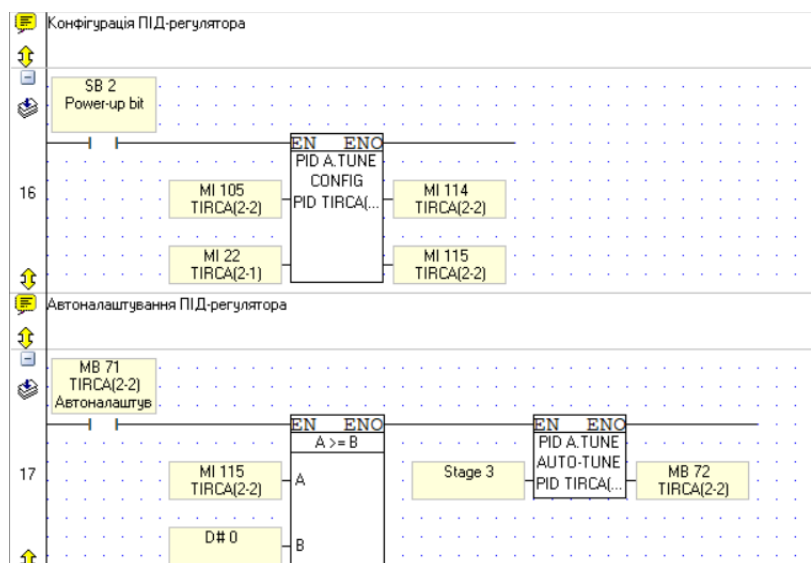 Конфігурація ПІД-регулятора
SB 2
Power-up bit
EN ENO
PID A.TUNE
CONFIG
PID TIRCA(...
MI 105
TIRCA(2-2)
MI 114
TIRCA(2-2)
16
MI 22
TIRCA(2-1)
MI 115
TIRCA(2-2)
Автоналаштування ПІД-регулятора
MB 71
TIRCA(2-2)
Автоналаштув
EN ENO
A >= B
EN ENO
PID A.TUNE
AUTO-TUNE
PID TIRCA(...
17
MI 115
TIRCA(2-2)
A
Stage 3
MB 72
TIRCA(2-2)
D# 0
B